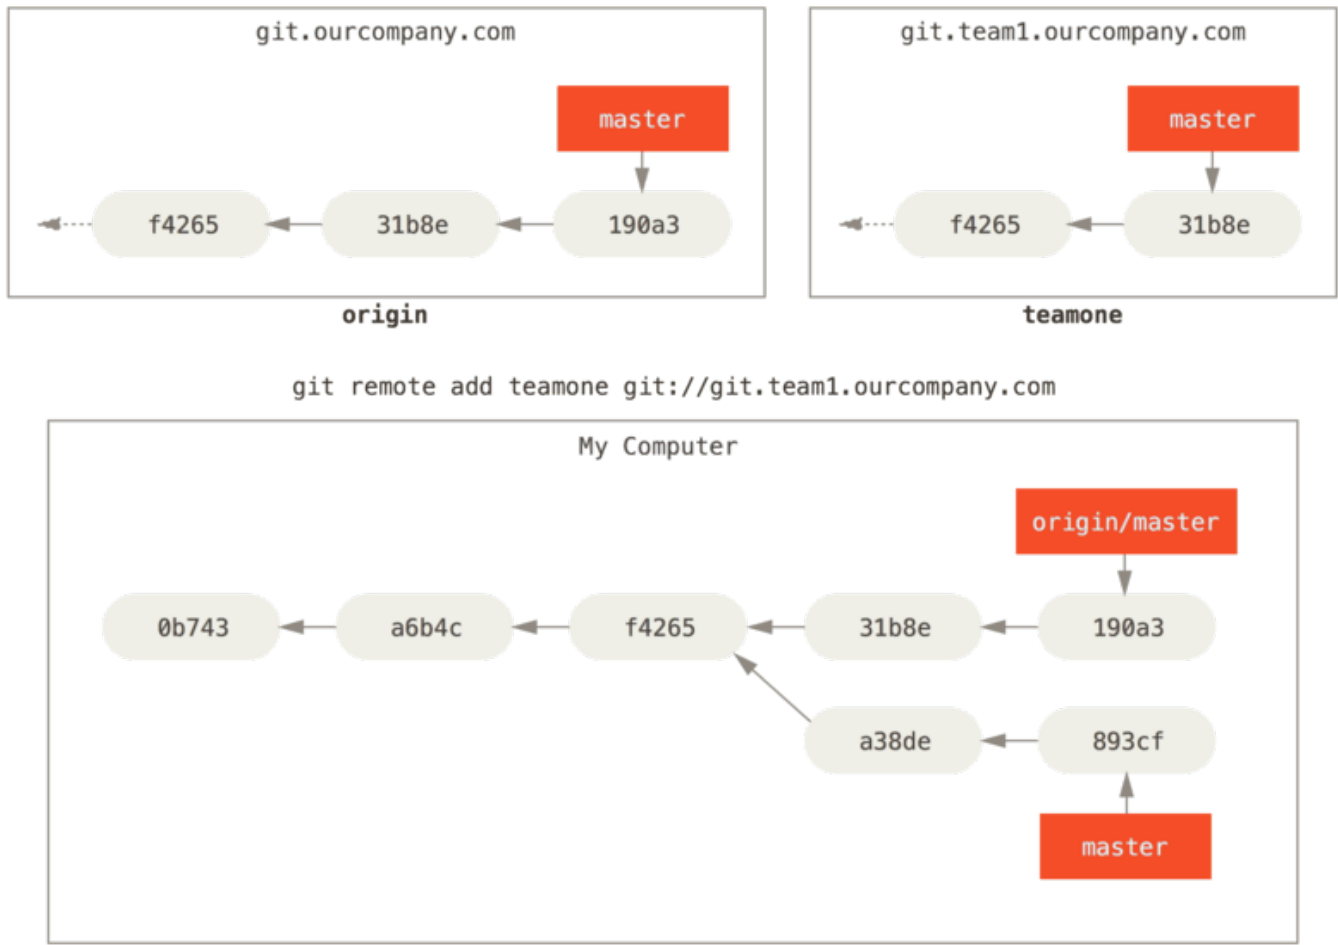 git.ourcompany.com
master
f4265
31b8e
190a3
origin
git.team1.ourcompany.com
master
f4265
31b8e
teamone
git remote add teamone git://git.team1.ourcompany.com
My Computer
origin/master
0b743
a6b4c
f4265
31b8e
190a3
a38de
893cf
master